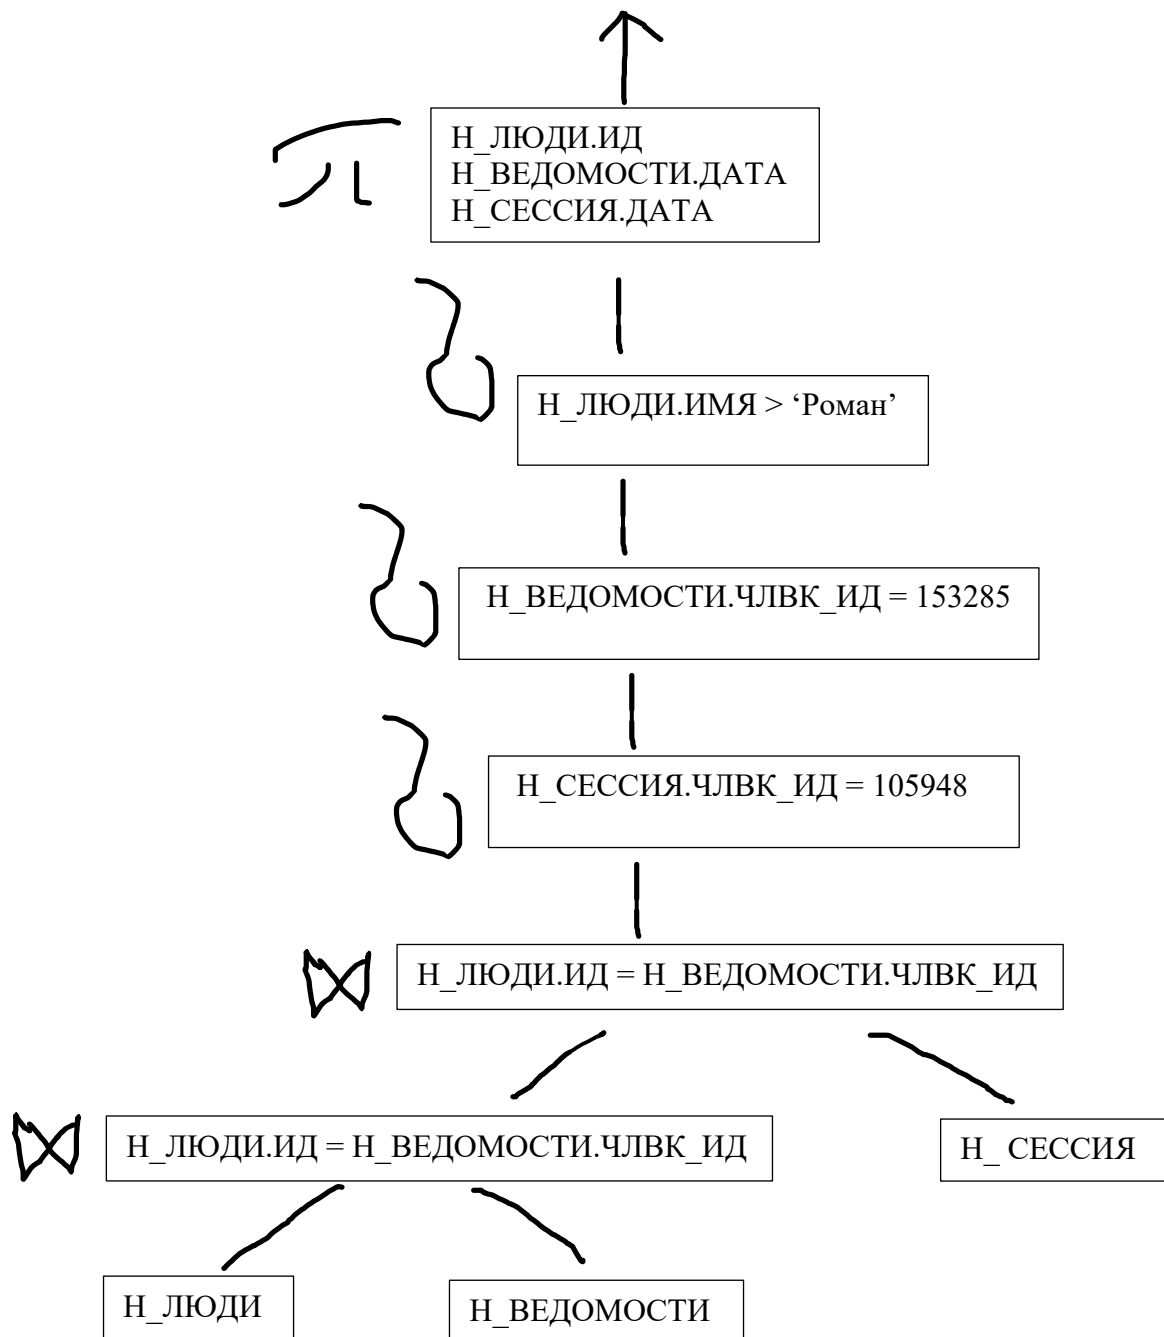 π
Н_ЛЮДИ.ИД
Н_ВЕДОМОСТИ.ДАТА
Н_СЕССИЯ.ДАТА
Н_ЛЮДИ.ИМЯ > ‘Роман’
Н_ВЕДОМОСТИ.ЧЛВК_ИД = 153285
Н_СЕССИЯ.ЧЛВК_ИД = 105948
Н_ЛЮДИ.ИД = Н_ВЕДОМОСТИ.ЧЛВК_ИД
Н_ЛЮДИ.ИД = Н_ВЕДОМОСТИ.ЧЛВК_ИД
Н_ СЕССИЯ
Н_ЛЮДИ
Н_ВЕДОМОСТИ